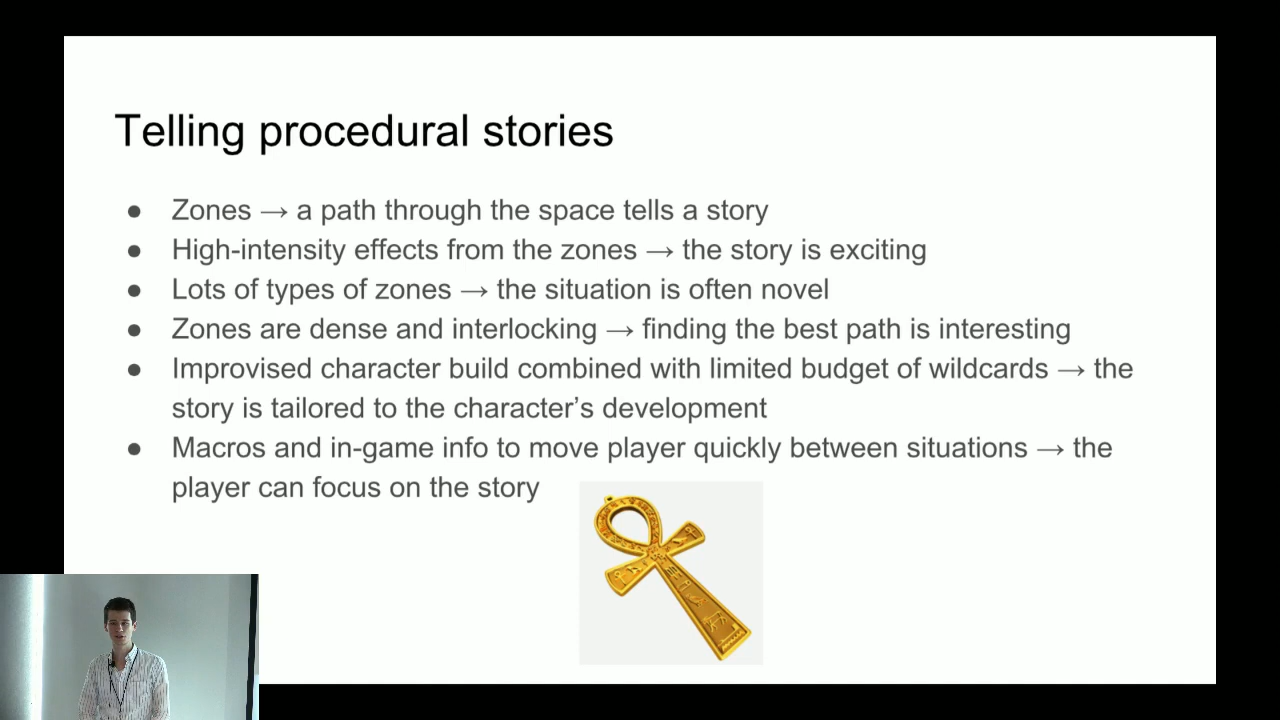 Telling procedural stories
● Zones → a path through the space tells a story
● High-intensity effects from the zones → the story is exciting
● Lots of types of zones → the situation is often novel
● Zones are dense and interlocking → finding the best path is interesting
● Improvised character build combined with limited budget of wildcards → the
story is tailored to the character’s development
● Macros and in-game info to move player quickly between situations → the
player can focus on the story